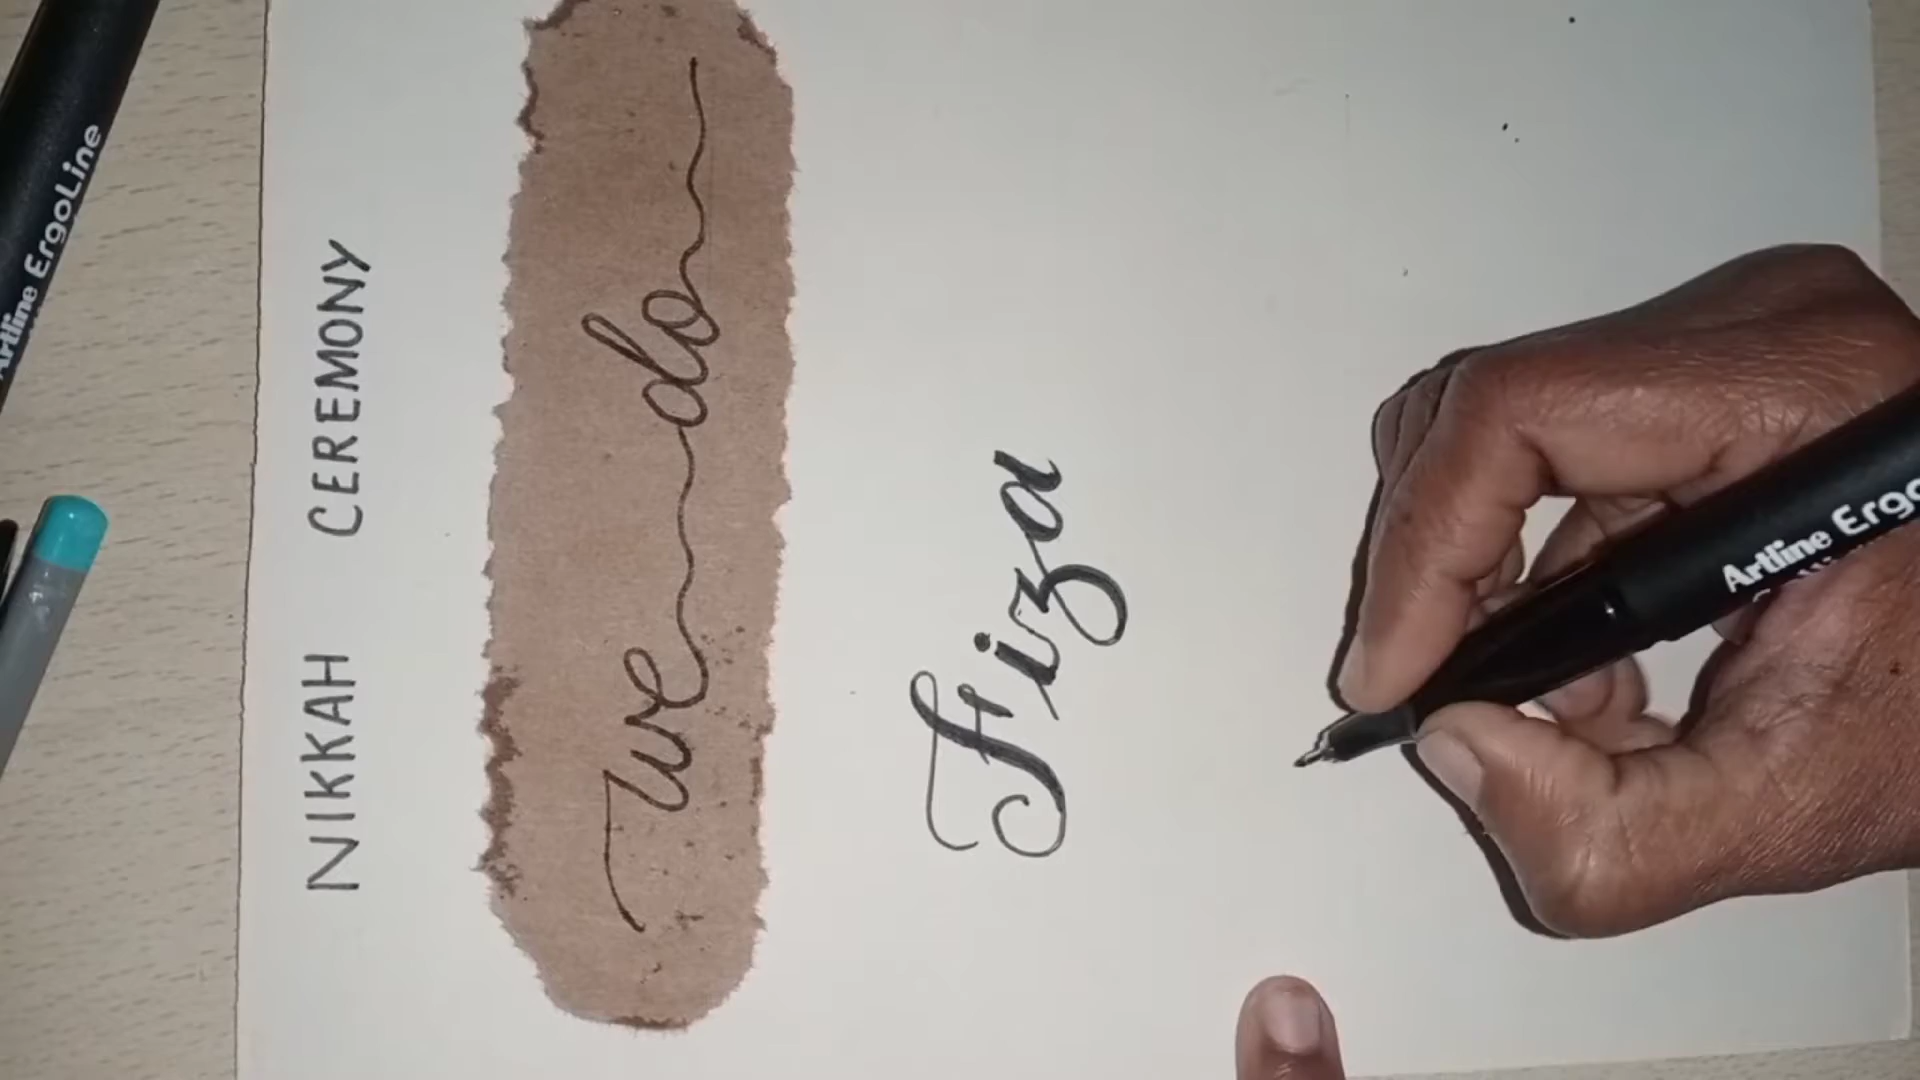 NIKKAH CEREMONY
We do
Fiza
Artline ErgoLine
Artline Ergo